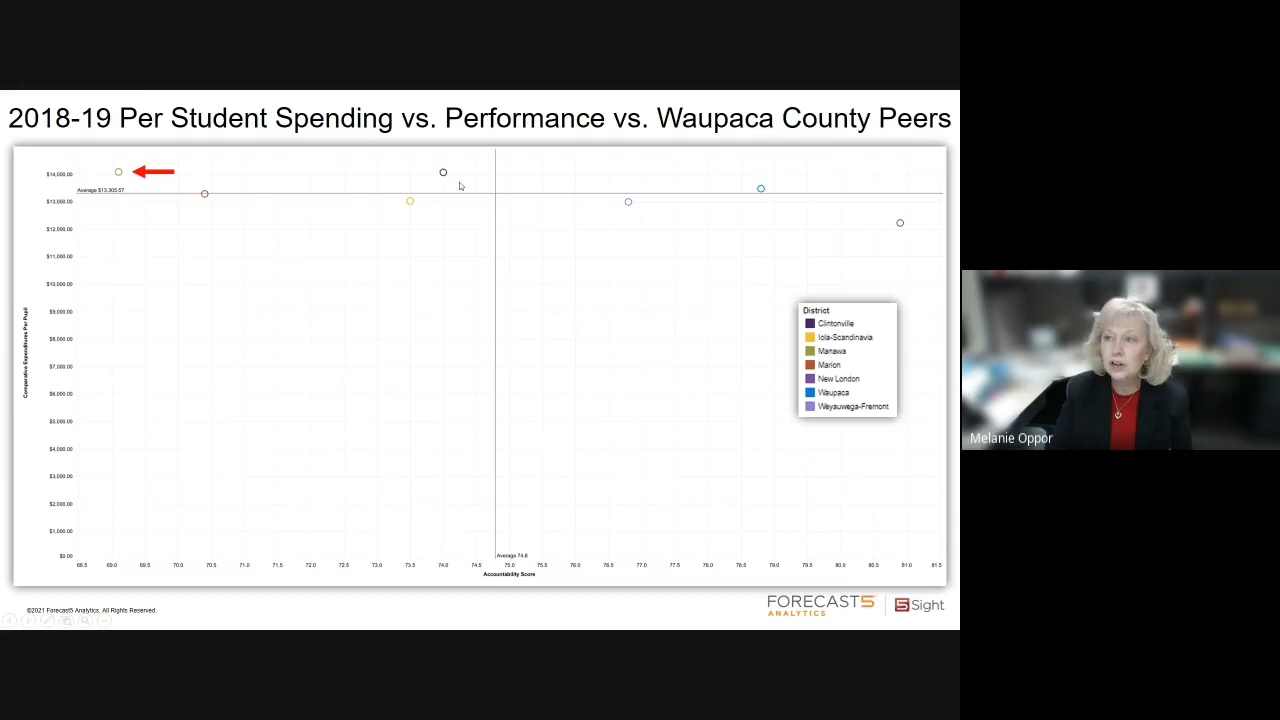 2018-19 Per Student Spending vs. Performance vs. Waupaca County Peers
$14,000.00
Average $13,305.57
$13,000.00
$12,000.00
$11,000.00
$10,000.00
$9,000.00
$8,000.00
$7,000.00
$6,000.00
$5,000.00
$4,000.00
$3,000.00
$2,000.00
$1,000.00
$0.00
Comparative Expenditures Per Pupil
District
Clintonville
Iola-Scandinavia
Manawa
Marion
New London
Waupaca
Weyauwega-Fremont
Average 74.8
68.5 69.0 69.5 70.0 70.5 71.0 71.5 72.0 72.5 73.0 73.5 74.0 74.5 75.0 75.5 76.0 76.5 77.0 77.5 78.0 78.5 79.0 79.5 80.0 80.5 81.0 81.5
Accountability Score
©2021 Forecast5 Analytics. All Rights Reserved.
FORECAST5
ANALYTICS
5Sight
Melanie Oppor